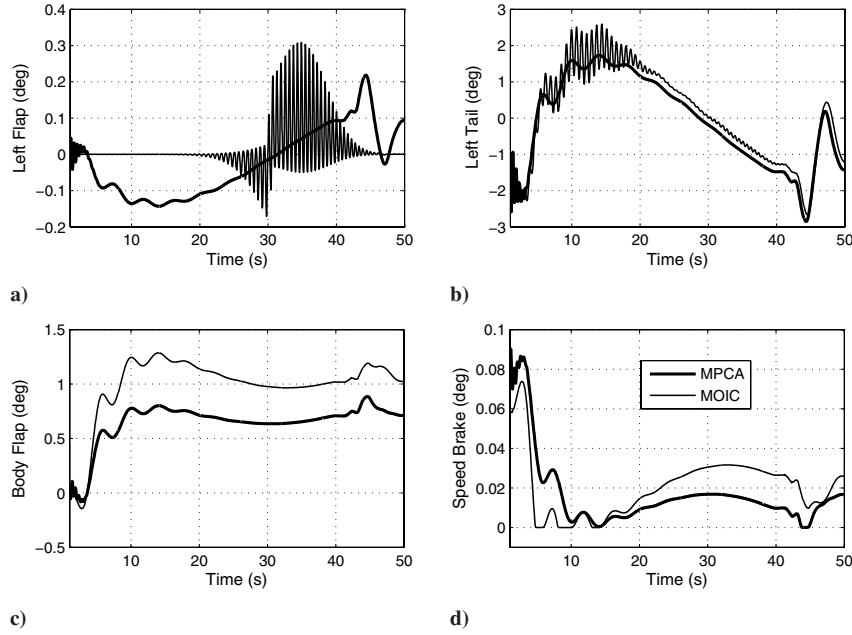 0.4
0.3
0.2
0.1
0
−0.1
−0.2
Left Flap (deg)
10 20 30 40 50
Time (s)
a)
3
2
1
0
−1
−2
−3
Left Tail (deg)
10 20 30 40 50
Time (s)
b)
1.5
1
0.5
0
−0.5
Body Flap (deg)
10 20 30 40 50
Time (s)
c)
0.1
0.08
0.06
0.04
0.02
0
Speed Brake (deg)
MPCA
MOIC
10 20 30 40 50
Time (s)
d)